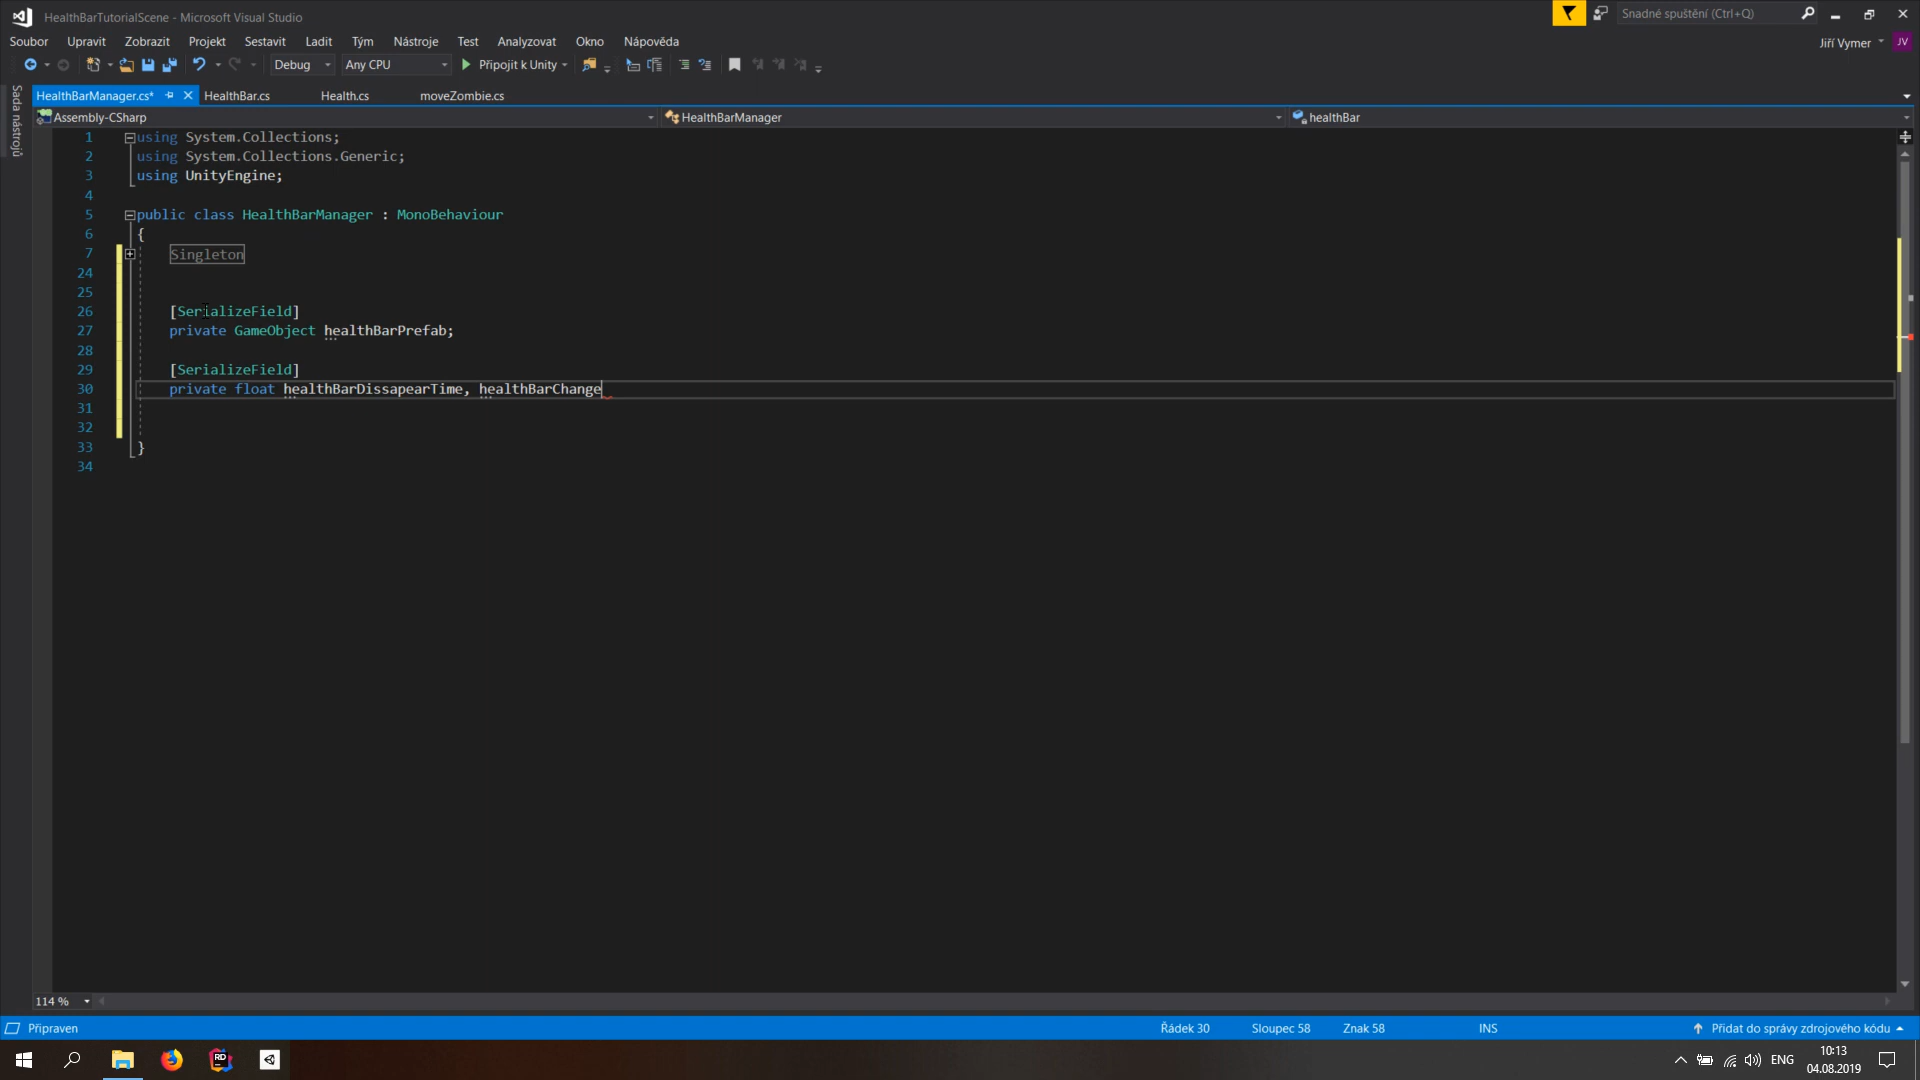 HealthBarTutorialScene - Microsoft Visual Studio
Snadné spuštění (Ctrl+Q)
Soubor Upravit Zobrazit Projekt Sestavit Ladit Tým Nástroje Test Analyzovat Okno Nápověda
Jiří Vymer JV
Debug Any CPU Připojit k Unity
Sada nástrojů
HealthBarManager.cs* HealthBar.cs Health.cs moveZombie.cs
Assembly-CSharp HealthBarManager healthBar
1 using System.Collections;
2 using System.Collections.Generic;
3 using UnityEngine;
4
5 public class HealthBarManager : MonoBehaviour
6 {
7 Singleton
24
25
26 [SerializeField]
27 private GameObject healthBarPrefab;
28
29 [SerializeField]
30 private float healthBarDissapearTime, healthBarChange
31
32
33 }
34
114 %
Připraven Řádek 30 Sloupec 58 Znak 58 INS Přidat do správy zdrojového kódu
RD
ENG
10:13
04.08.2019